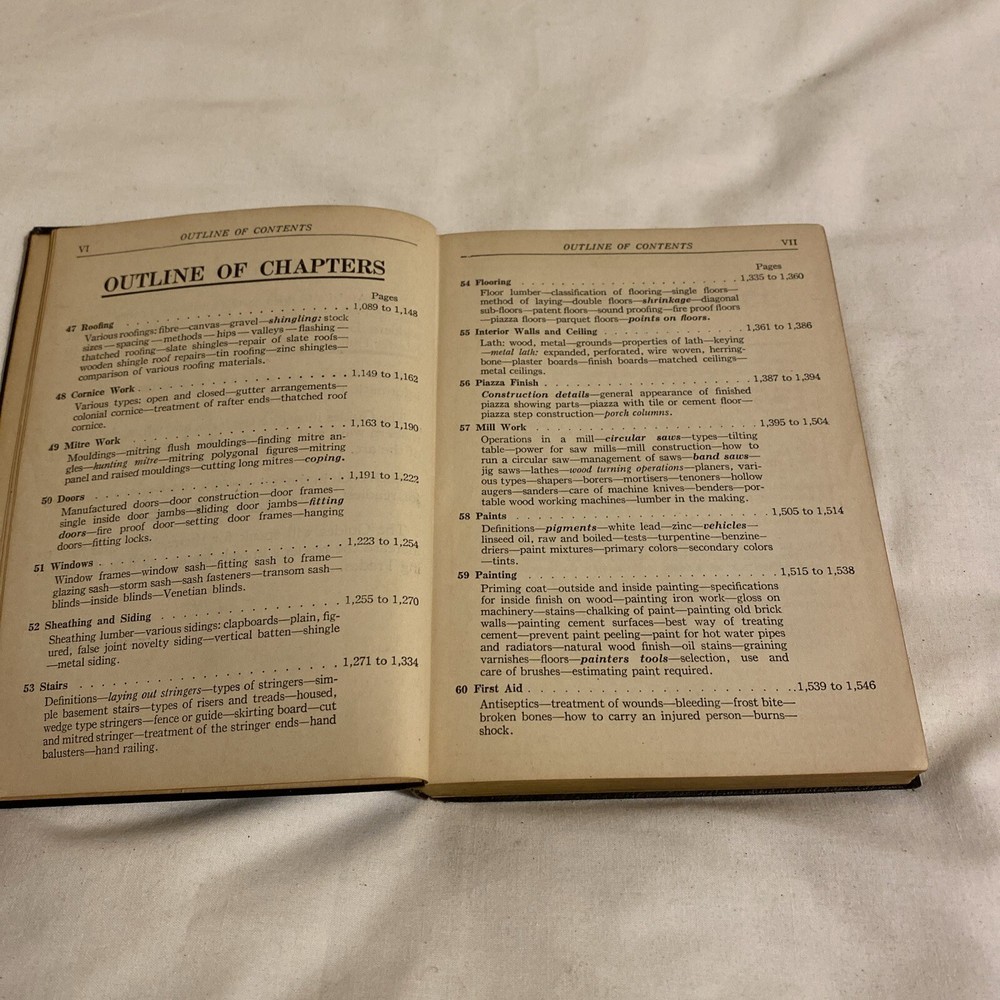 VI
OUTLINE OF CONTENTS
OUTLINE OF CHAPTERS
Pages
47 Roofing . . . . . . . . . . . . . . . . . . . . 1,089 to 1,148
Various roofings: fibre—canvas—gravel—shingling: stock
sizes—spacing—methods—hips—valleys—flashing—
thatched roofing—slate shingles—repair of slate roofs—
wooden shingle roof repairs—tin roofing—zinc shingles—
comparison of various roofing materials.
48 Cornice Work . . . . . . . . . . . . . . . . . . . . 1,149 to 1,162
Various types: open and closed—gutter arrangements—
colonial cornice—treatment of rafter ends—thatched roof
cornice.
49 Mitre Work . . . . . . . . . . . . . . . . . . . . 1,163 to 1,190
Mouldings—mitring flush mouldings—finding mitre an-
gles—hunting mitre—mitring polygonal figures—mitring
panel and raised mouldings—cutting long mitres—coping.
50 Doors . . . . . . . . . . . . . . . . . . . . 1,191 to 1,222
Manufactured doors—door construction—door frames—
single inside door jambs—sliding door jambs—fitting
doors—fire proof door—setting door frames—hanging
doors—fitting locks.
51 Windows . . . . . . . . . . . . . . . . . . . . 1,223 to 1,254
Window frames—window sash—fitting sash to frame—
glazing sash—storm sash—sash fasteners—transom sash—
blinds—inside blinds—Venetian blinds.
52 Sheathing and Siding . . . . . . . . . . . . . . . . . . . . 1,255 to 1,270
Sheathing lumber—various sidings: clapboards—plain, fig-
ured, false joint novelty siding—vertical batten—shingle
—metal siding.
53 Stairs . . . . . . . . . . . . . . . . . . . . 1,271 to 1,334
Definitions—laying out stringers—types of stringers—sim-
ple basement stairs—types of risers and treads—housed,
wedge type stringers—fence or guide—skirting board—cut
and mitred stringer—treatment of the stringer ends—hand
balusters—hand railing.
OUTLINE OF CONTENTS
VII
Pages
54 Flooring . . . . . . . . . . . . . . . . . . . . 1,335 to 1,360
Floor lumber—classification of flooring—single floors—
method of laying—double floors—shrinkage—diagonal
sub-floors—patent floors—sound proofing—fire proof floors
—piazza floors—parquet floors—points on floors.
55 Interior Walls and Ceiling . . . . . . . . . . . . . . . . . . . . 1,361 to 1,386
Lath: wood, metal—grounds—properties of lath—keying
—metal lath: expanded, perforated, wire woven, herring-
bone—plaster boards—finish boards—matched ceilings—
metal ceilings.
56 Piazza Finish . . . . . . . . . . . . . . . . . . . . 1,387 to 1,394
Construction details—general appearance of finished
piazza showing parts—piazza with tile or cement floor—
piazza step construction—porch columns.
57 Mill Work . . . . . . . . . . . . . . . . . . . . 1,395 to 1,504
Operations in a mill—circular saws—types—tilting
table—power for saw mills—mill construction—how to
run a circular saw—management of saws—band saws—
jig saws—lathes—wood turning operations—planers, vari-
ous types—shapers—borers—mortisers—tenoners—hollow
augers—sanders—care of machine knives—benders—por-
table wood working machines—lumber in the making.
58 Paints . . . . . . . . . . . . . . . . . . . . 1,505 to 1,514
Definitions—pigments—white lead—zinc—vehicles—
linseed oil, raw and boiled—tests—turpentine—benzine—
driers—paint mixtures—primary colors—secondary colors
—tints.
59 Painting . . . . . . . . . . . . . . . . . . . . 1,515 to 1,538
Priming coat—outside and inside painting—specifications
for inside finish on wood—painting iron work—gloss on
machinery—stains—chalking of paint—painting old brick
walls—painting cement surfaces—best way of treating
cement—prevent paint peeling—paint for hot water pipes
and radiators—natural wood finish—oil stains—graining
varnishes—floors—painters tools—selection, use and
care of brushes—estimating paint required.
60 First Aid . . . . . . . . . . . . . . . . . . . . 1,539 to 1,546
Antiseptics—treatment of wounds—bleeding—frost bite—
broken bones—how to carry an injured person—burns—
shock.